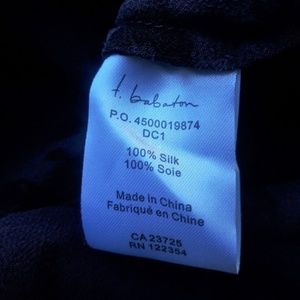 t. babaton
P.O. 4500019874
DC1
100% Silk
100% Soie
Made in China
Fabriqué en Chine
CA 23725
RN 122354